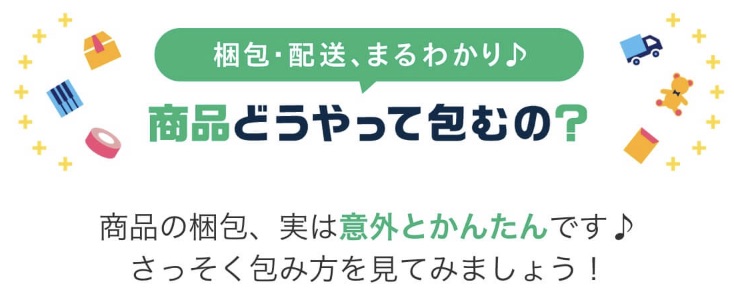 梱包・配送、まるわかり♪
商品どうやって包むの？
商品の梱包、実は意外とかんたんです♪
さっそく包み方を見てみましょう！